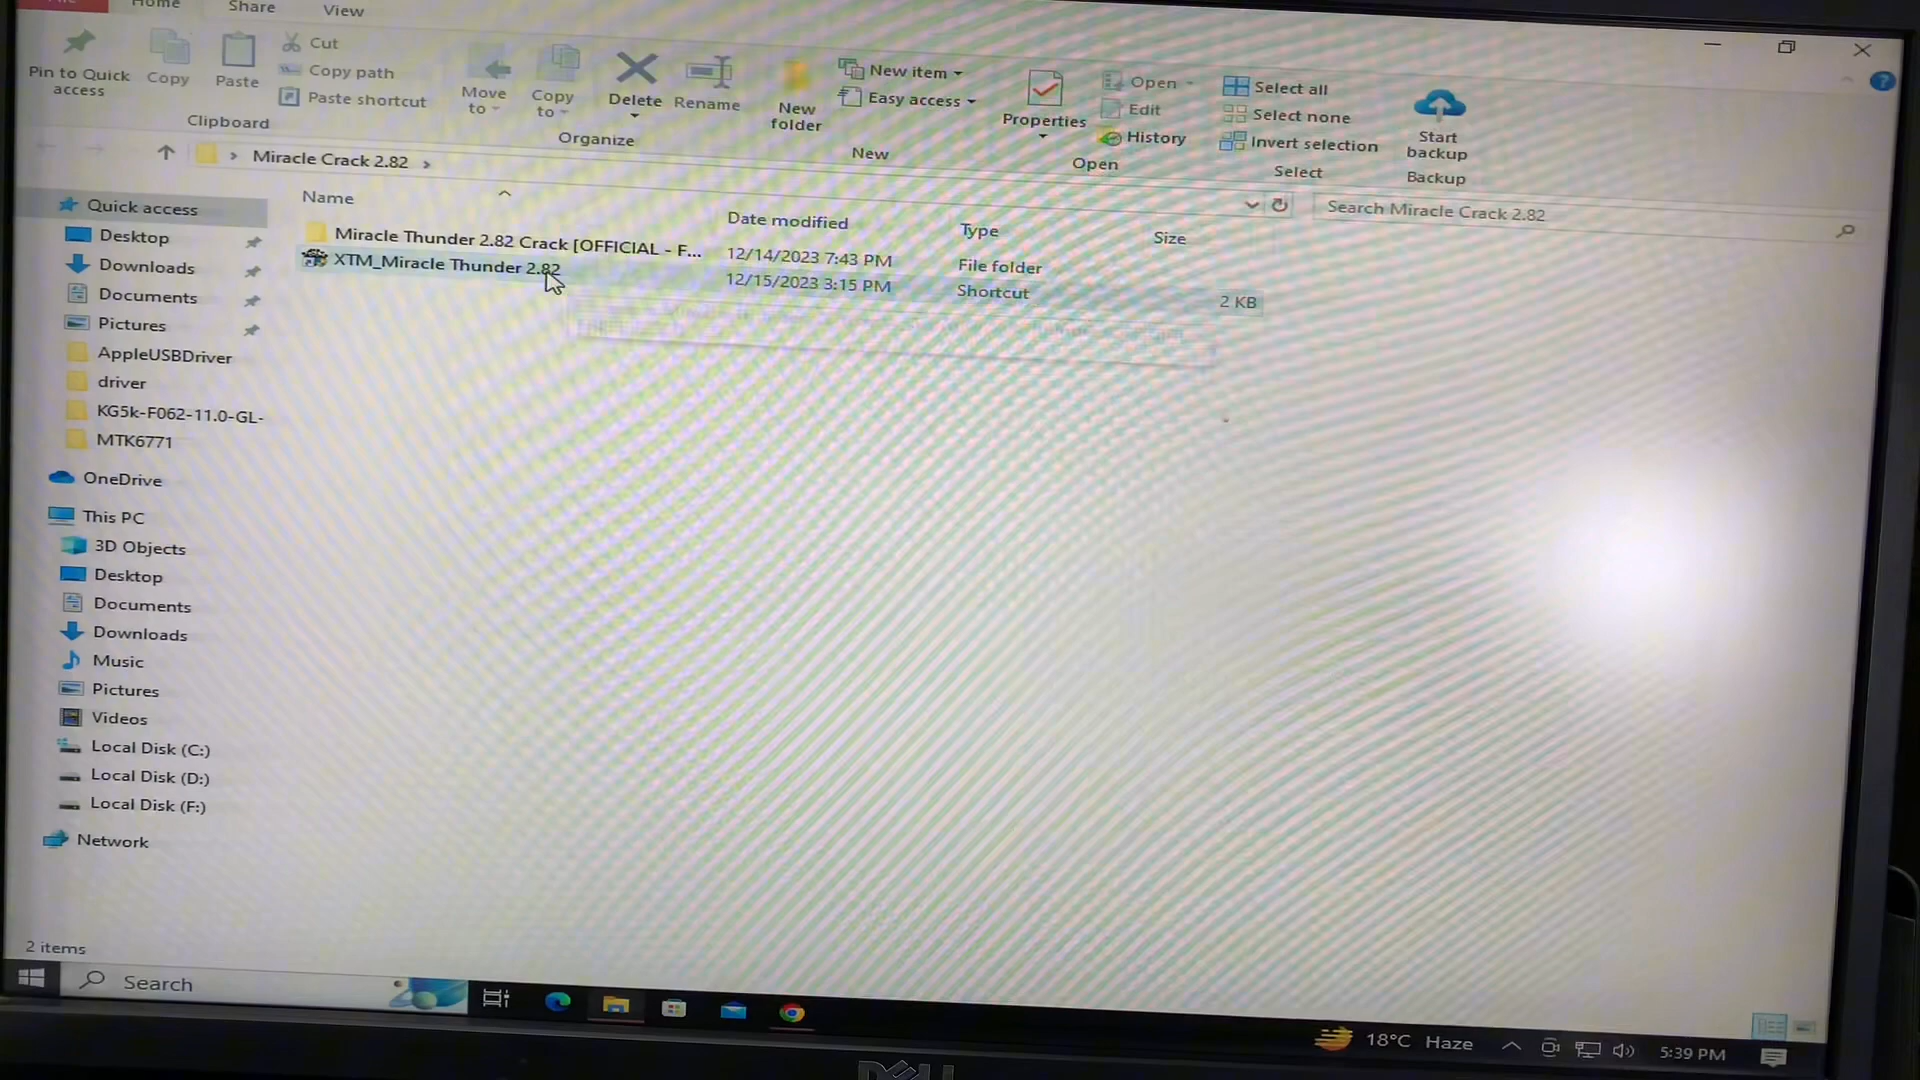 Home
Share
View
Pin to Quick access
Copy
Paste
Cut
Copy path
Paste shortcut
Clipboard
Move to
Copy to
Delete
Rename
Organize
New folder
New item
Easy access
New
Properties
Open
Edit
History
Open
Select all
Select none
Invert selection
Select
Start backup
Backup
Miracle Crack 2.82
Search Miracle Crack 2.82
Name
Date modified
Type
Size
Miracle Thunder 2.82 Crack [OFFICIAL - F...
12/14/2023 7:43 PM
File folder
XTM_Miracle Thunder 2.82
12/15/2023 3:15 PM
Shortcut
2 KB
Quick access
Desktop
Downloads
Documents
Pictures
AppleUSBDriver
driver
KG5k-F062-11.0-GL-
MTK6771
OneDrive
This PC
3D Objects
Desktop
Documents
Downloads
Music
Pictures
Videos
Local Disk (C:)
Local Disk (D:)
Local Disk (F:)
Network
2 items
Search
18°C Haze
5:39 PM
DELL